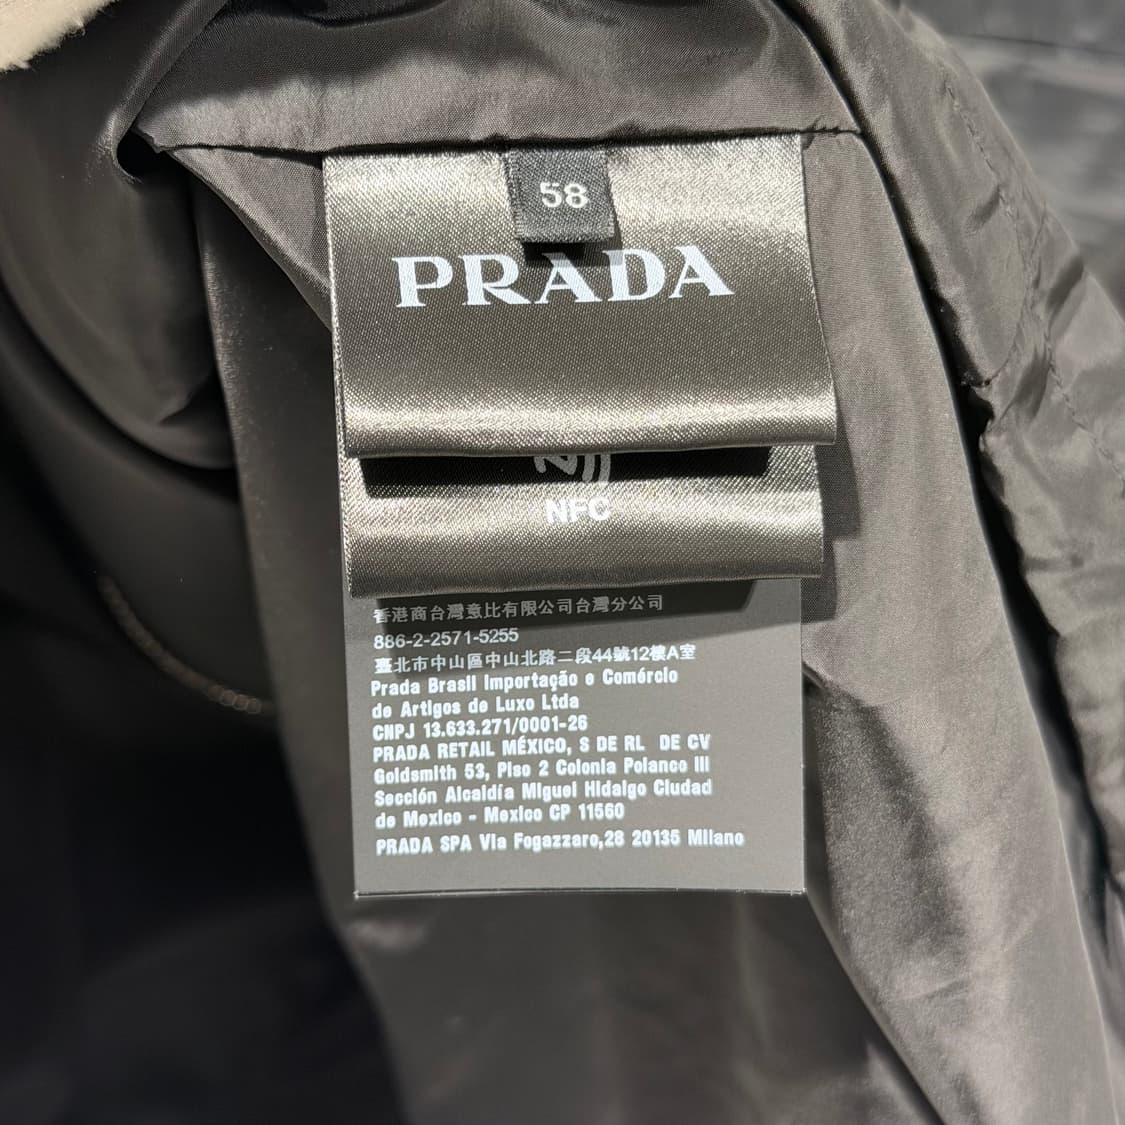 58
PRADA
NFC
香港商台灣意比有限公司台灣分公司
886-2-2571-5255
臺北市中山區中山北路二段44號12樓A室
Prada Brasil Importação e Comércio
de Artigos de Luxo Ltda
CNPJ 13.633.271/0001-26
PRADA RETAIL MÉXICO, S DE RL DE CV
Goldsmith 53, Piso 2 Colonia Polanco III
Sección Alcaldía Miguel Hidalgo Ciudad
de Mexico - Mexico CP 11560
PRADA SPA Via Fogazzaro,28 20135 Milano